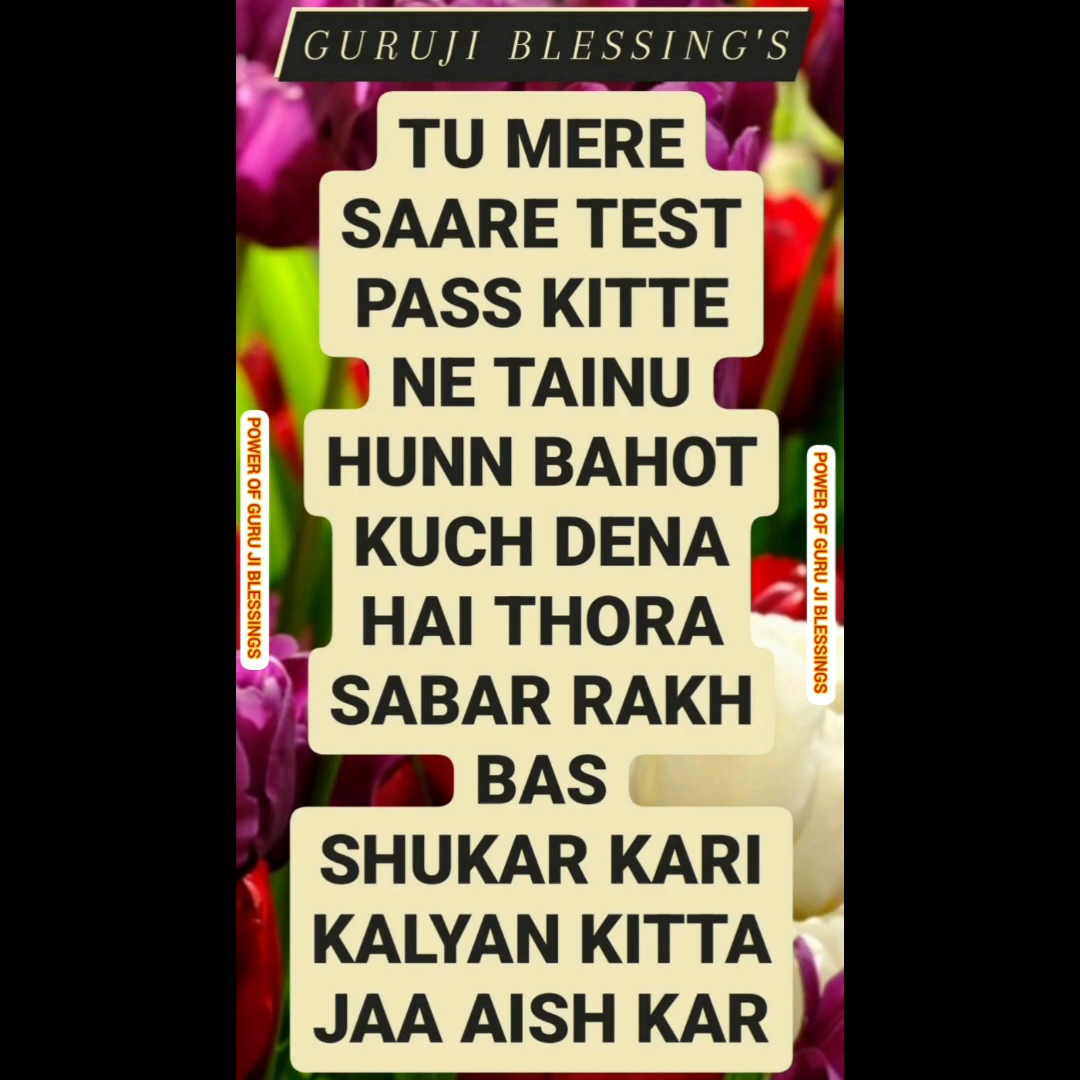 GURUJI BLESSING'S
TU MERE
SAARE TEST
PASS KITTE
NE TAINU
HUNN BAHOT
KUCH DENA
HAI THORA
SABAR RAKH
BAS
SHUKAR KARI
KALYAN KITTA
JAA AISH KAR
POWER OF GURU JI BLESSINGS
POWER OF GURU JI BLESSINGS